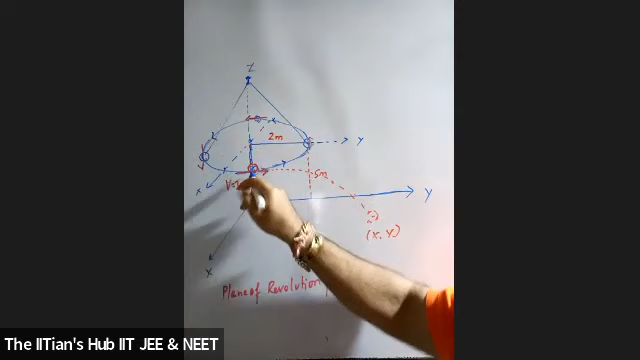 Z
2m
Y
X
5m
Y
(X, Y)
X
Plane of Revolution
The IITian's Hub IIT JEE & NEET